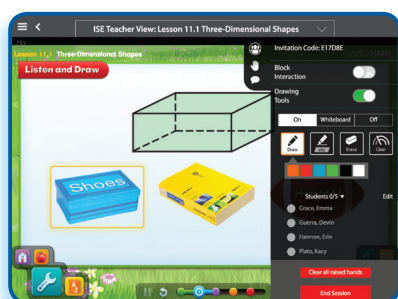 ISE Teacher View: Lesson 11.1 Three-Dimensional Shapes
Lesson 11.1 Three-Dimensional Shapes
Listen and Draw
Shoes
Invitation Code: E17D8E
Block
Interaction
Drawing
Tools
On Whiteboard Off
Draw Erase Clear
Students 0/5 Edit
Grace, Emma
Guerra, Devin
Hannon, Erin
Plato, Kacy
Clear all raised hands
End Session